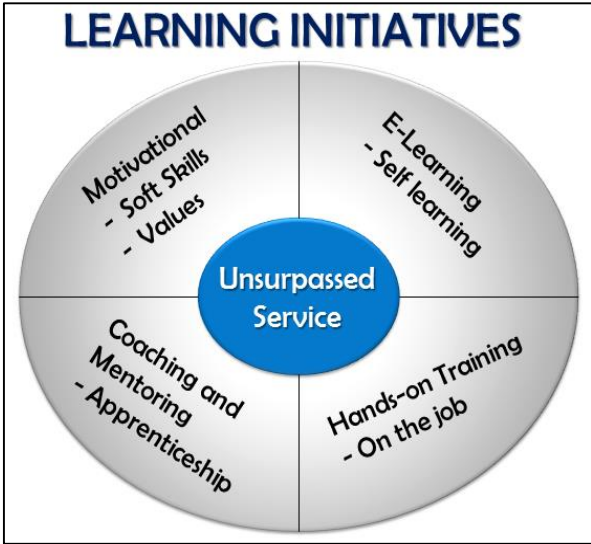 LEARNING INITIATIVES
Motivational
- Soft Skills
- Values
E-Learning
- Self learning
Unsurpassed
Service
Coaching and
Mentoring
- Apprenticeship
Hands-on Training
- On the job